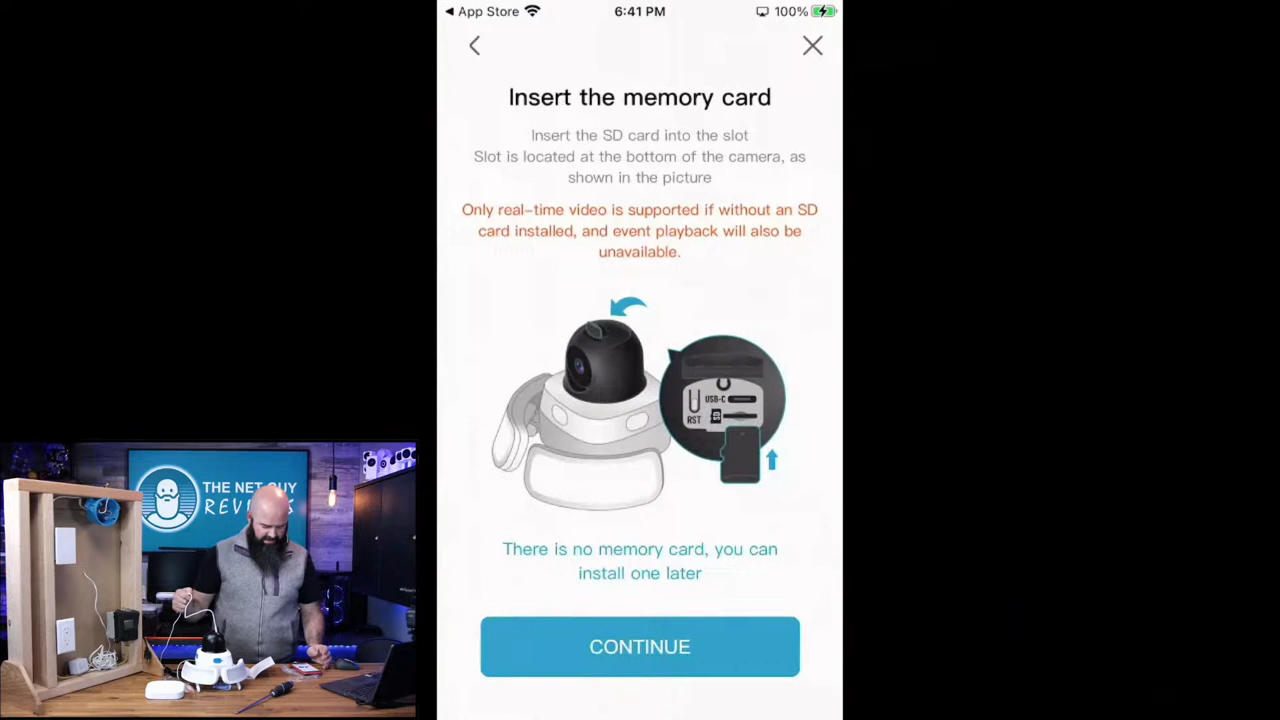 App Store
6:41 PM
100%
Insert the memory card
Insert the SD card into the slot
Slot is located at the bottom of the camera, as
shown in the picture
Only real-time video is supported if without an SD
card installed, and event playback will also be
unavailable.
USB-C
RST
SD
There is no memory card, you can
install one later
CONTINUE
THE NET GUY